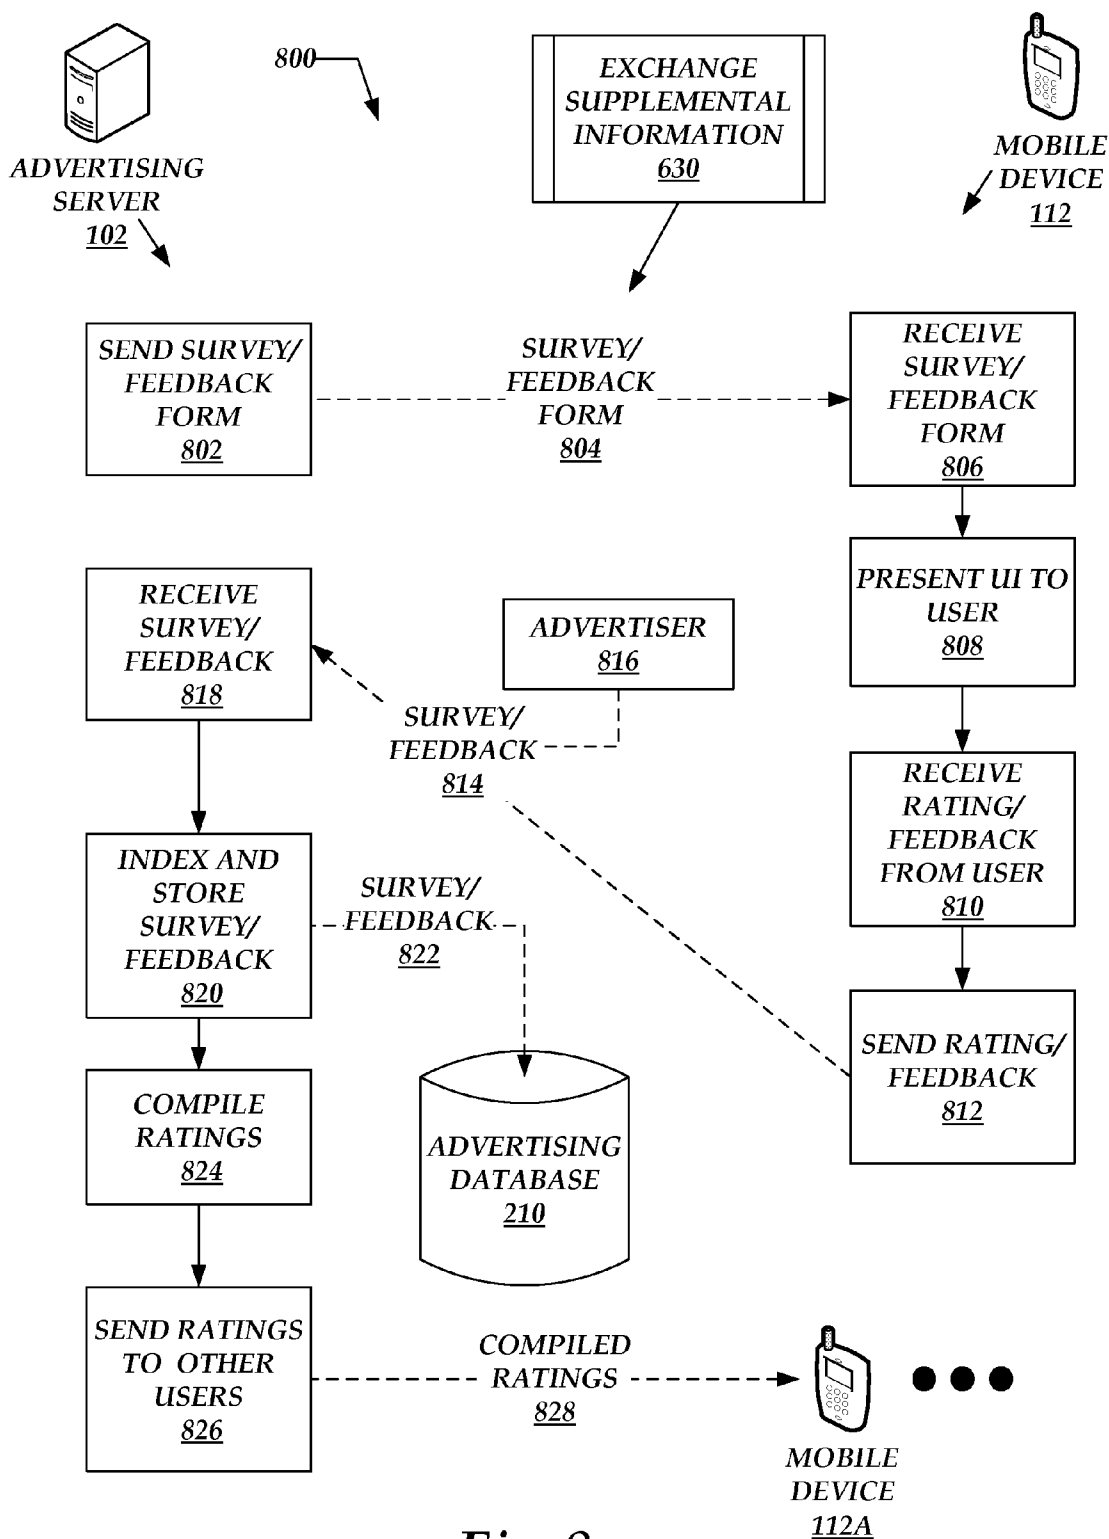 800
EXCHANGE
SUPPLEMENTAL
INFORMATION
630
ADVERTISING
SERVER
102
MOBILE
DEVICE
112
SEND SURVEY/
FEEDBACK
FORM
802
SURVEY/
FEEDBACK
FORM
804
RECEIVE
SURVEY/
FEEDBACK
FORM
806
PRESENT UI TO
USER
808
RECEIVE
SURVEY/
FEEDBACK
818
ADVERTISER
816
SURVEY/
FEEDBACK
814
RECEIVE
RATING/
FEEDBACK
FROM USER
810
INDEX AND
STORE
SURVEY/
FEEDBACK
820
SURVEY/
FEEDBACK
822
SEND RATING/
FEEDBACK
812
COMPILE
RATINGS
824
ADVERTISING
DATABASE
210
SEND RATINGS
TO OTHER
USERS
826
COMPILED
RATINGS
828
MOBILE
DEVICE
112A